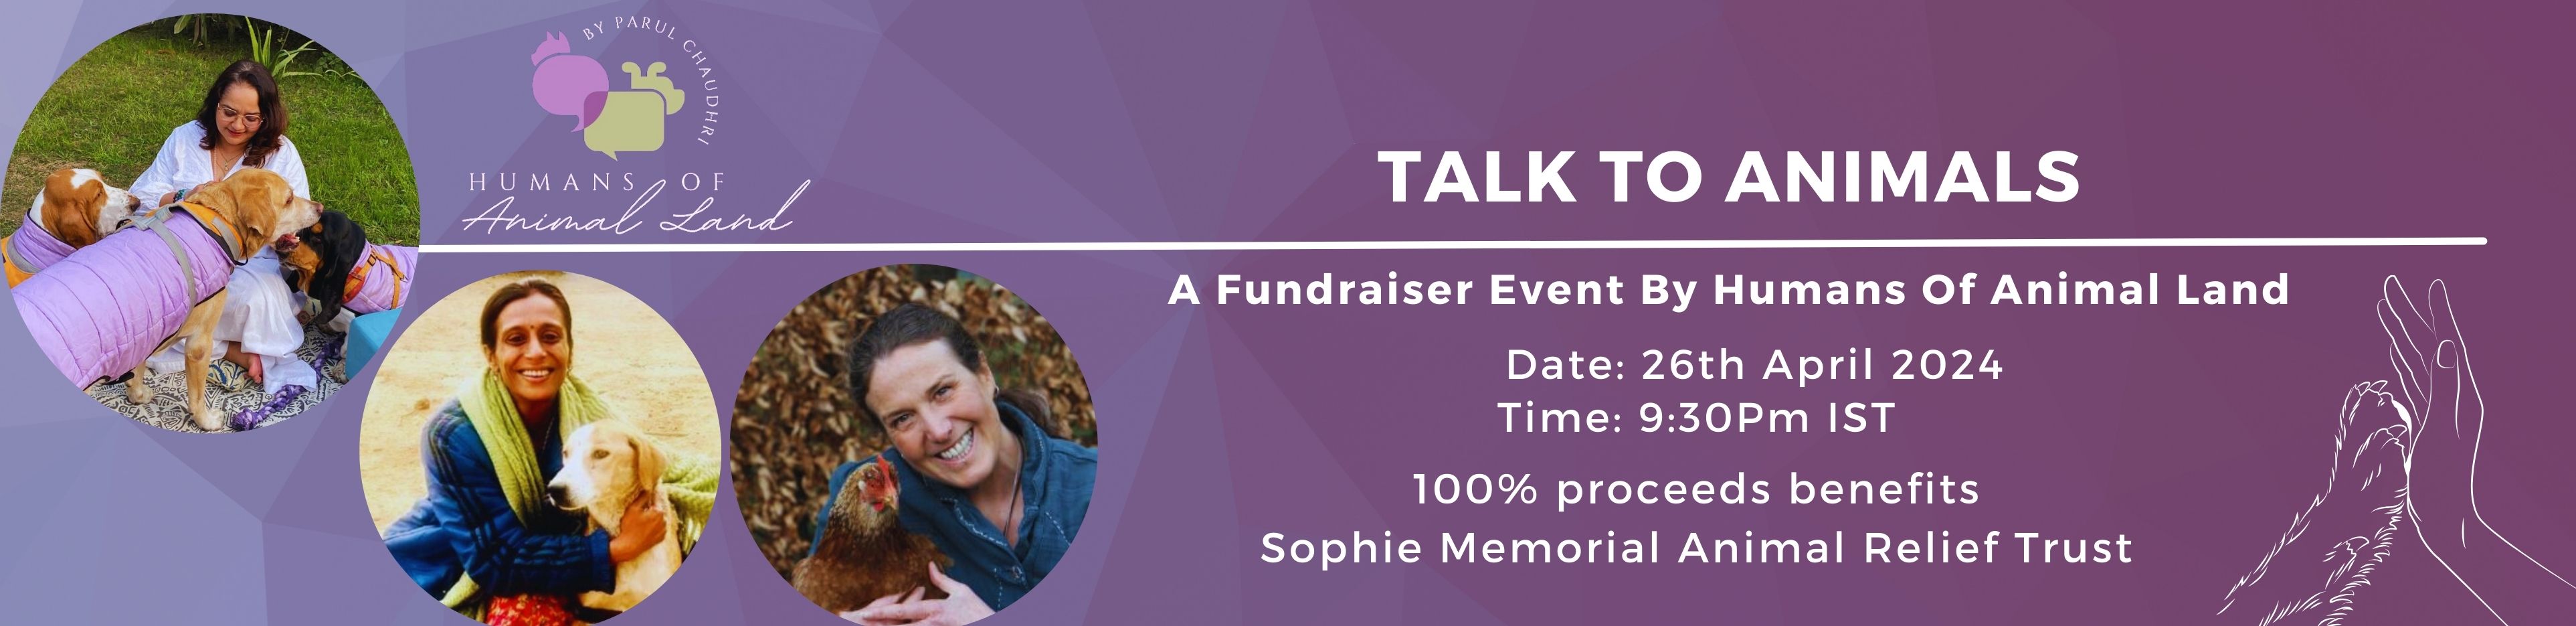 BY PARUL CHAUDHRI
HUMANS OF
Animal Land
TALK TO ANIMALS
A Fundraiser Event By Humans Of Animal Land
Date: 26th April 2024
Time: 9:30Pm IST
100% proceeds benefits
Sophie Memorial Animal Relief Trust